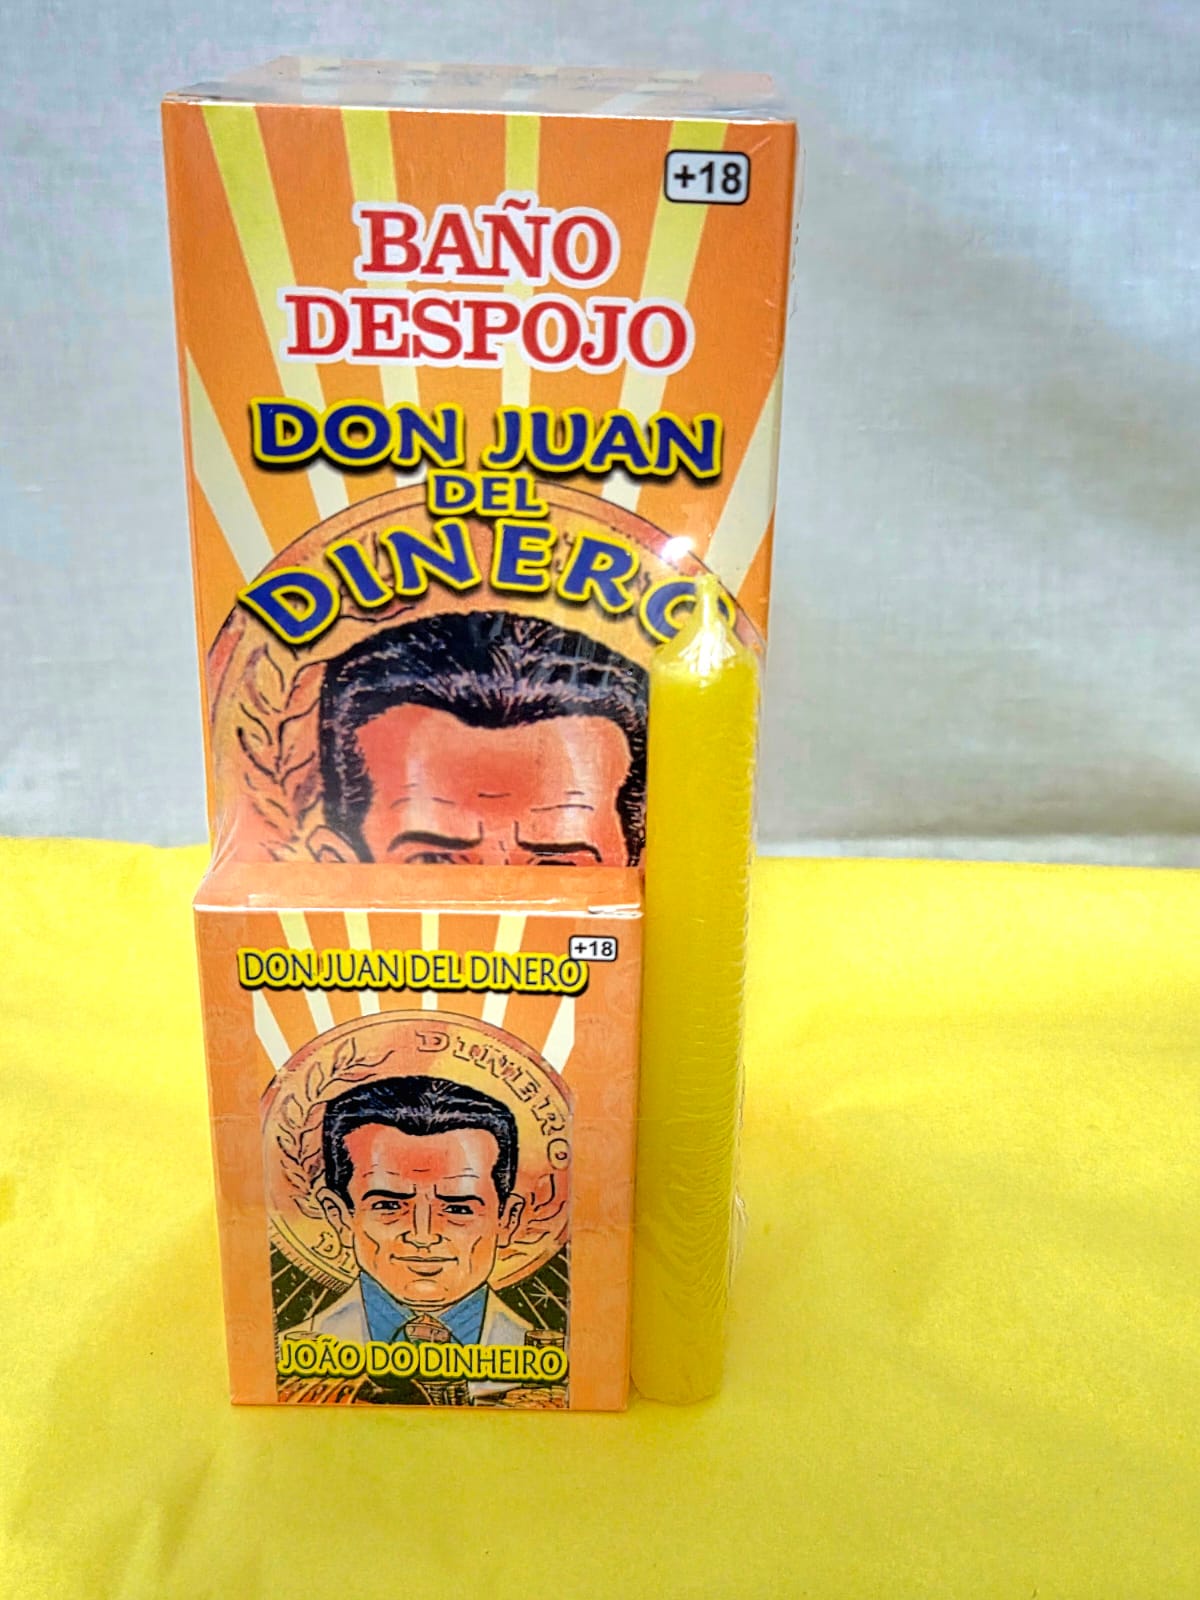 +18
BAÑO
DESPOJO
DON JUAN
DEL
DINERO
+18
DON JUAN DEL DINERO
DINERO
JOÃO DO DINHEIRO